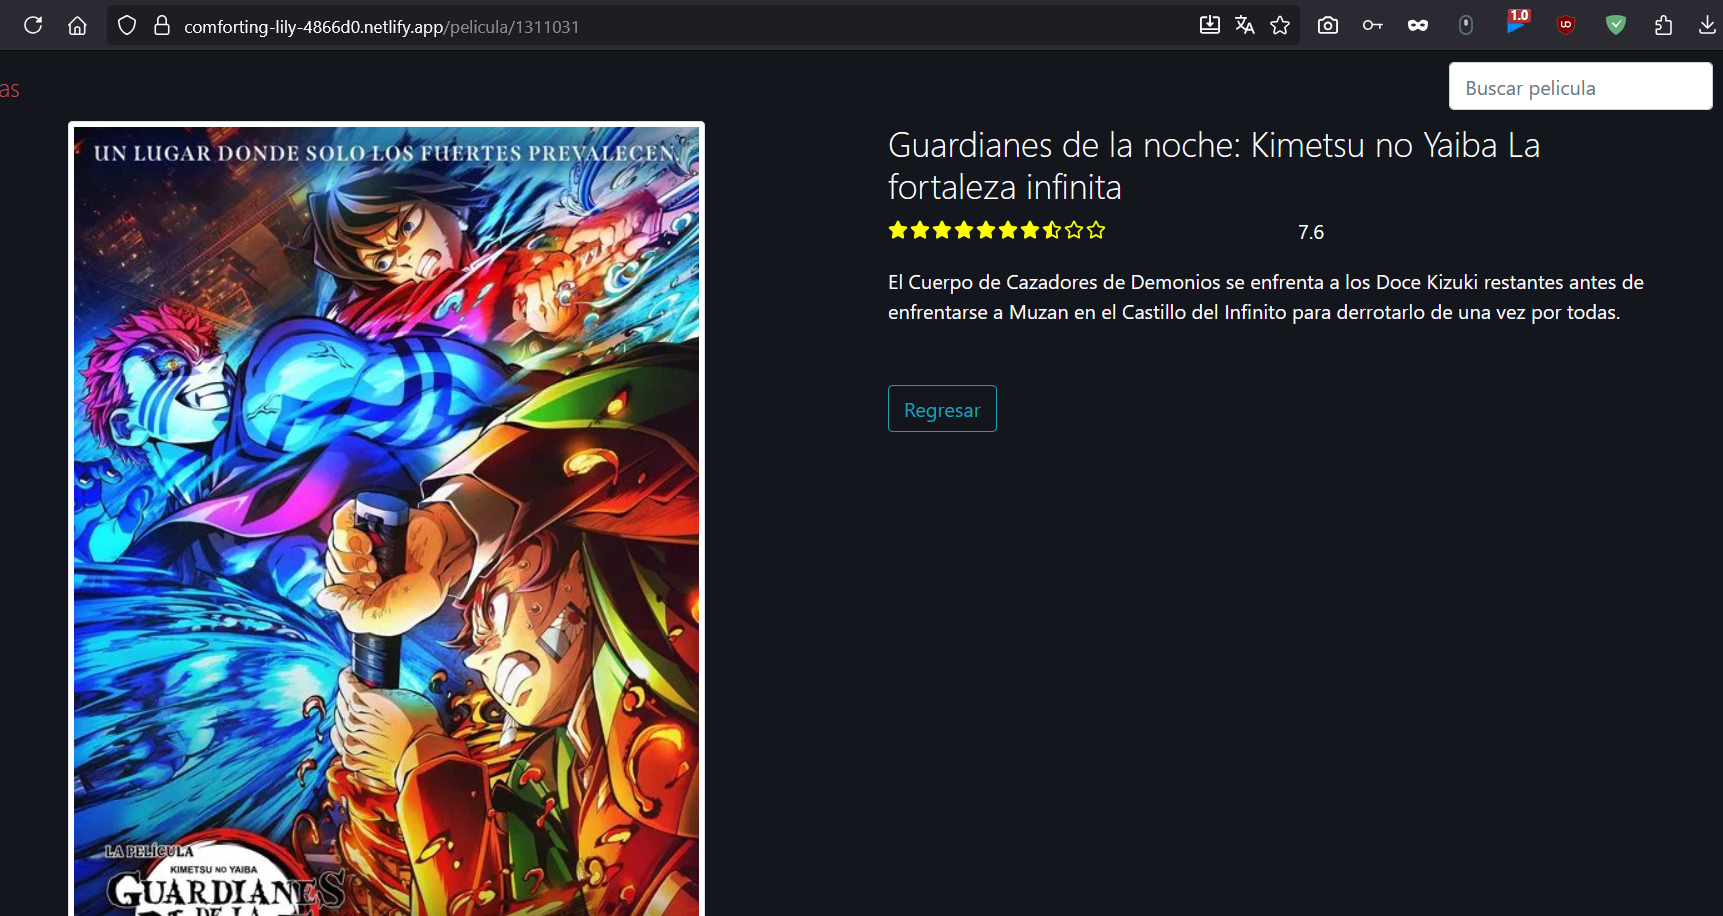 comforting-lily-4866d0.netlify.app/pelicula/1311031
1.0
as
Buscar pelicula
UN LUGAR DONDE SOLO LOS FUERTES PREVALECEN
Guardianes de la noche: Kimetsu no Yaiba La
fortaleza infinita
7.6
El Cuerpo de Cazadores de Demonios se enfrenta a los Doce Kizuki restantes antes de
enfrentarse a Muzan en el Castillo del Infinito para derrotarlo de una vez por todas.
Regresar
LA PELÍCULA
KIMETSU NO YAIBA
GUARDIANES
DE LA